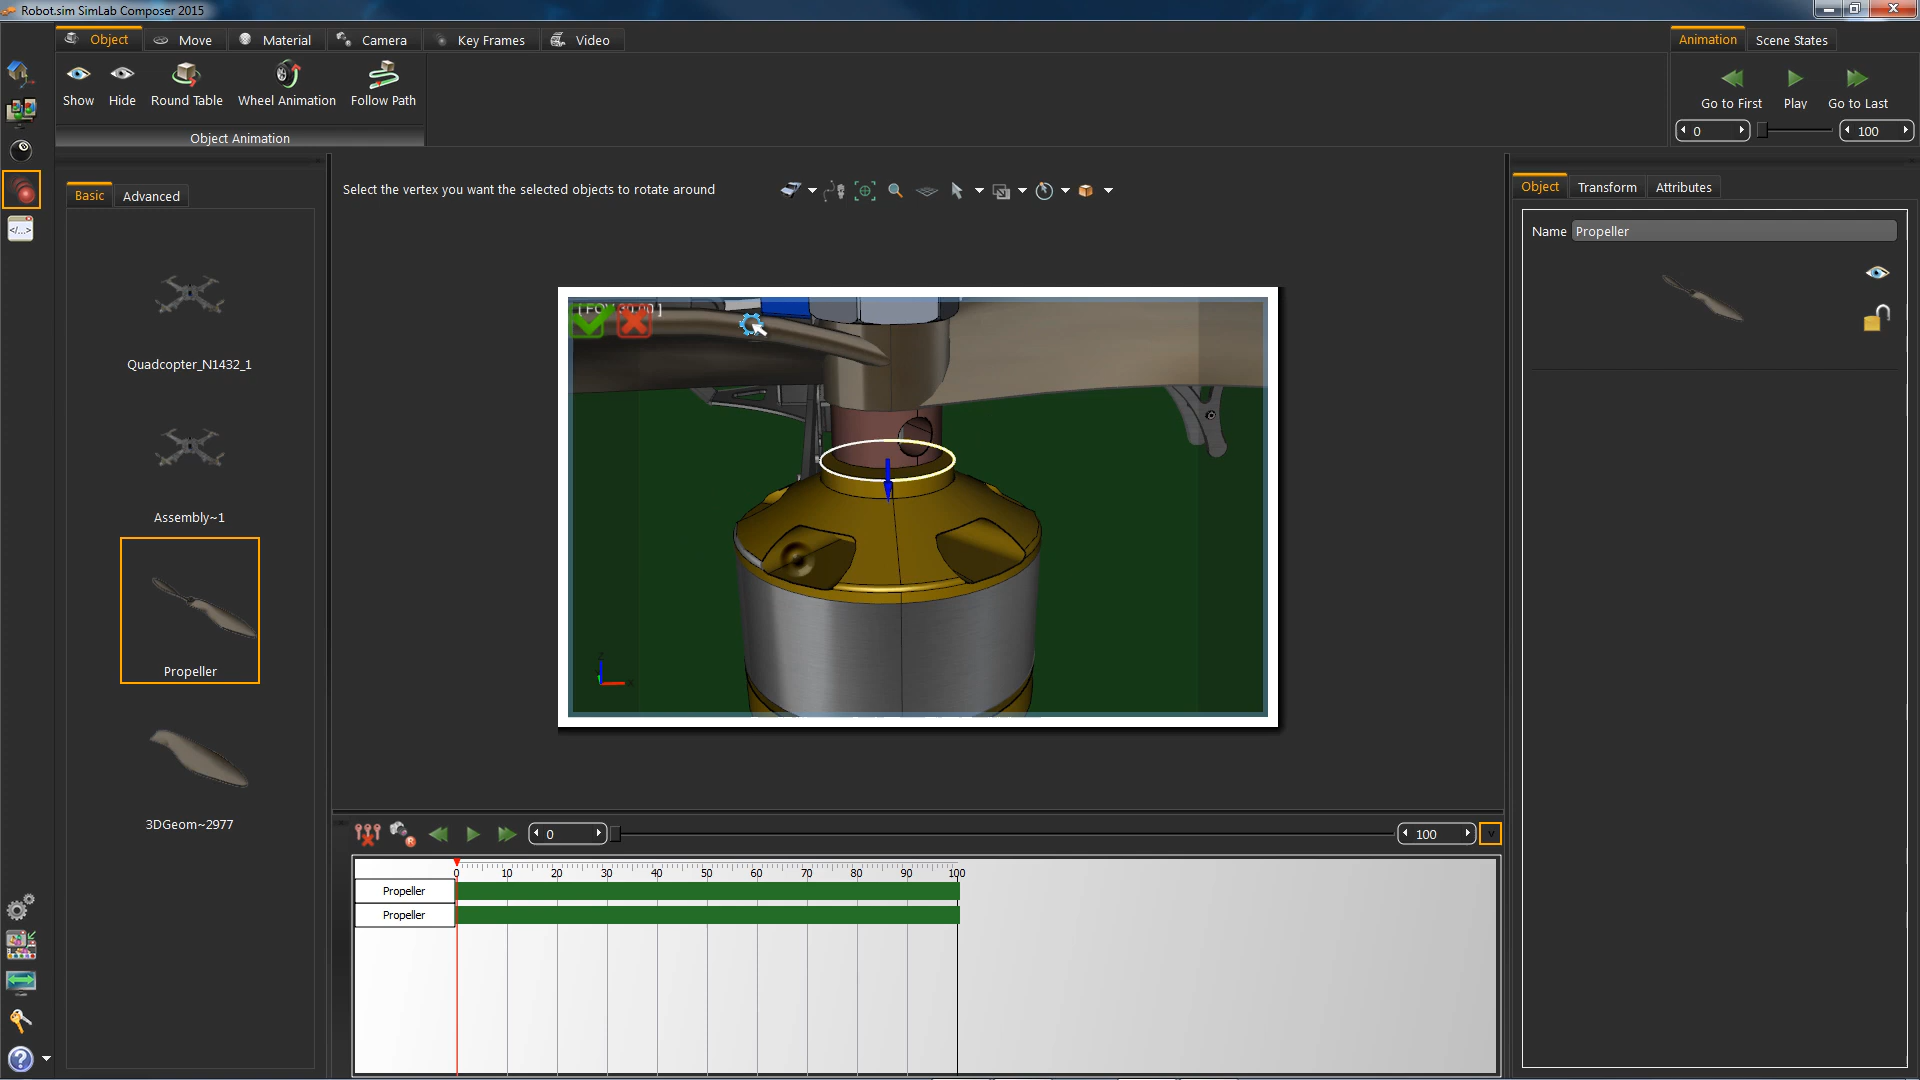 Robot.sim SimLab Composer 2015
Object Move Material Camera Key Frames Video
Animation Scene States
Show Hide Round Table Wheel Animation Follow Path
Object Animation
Go to First Play Go to Last
0 100
Basic Advanced
Select the vertex you want the selected objects to rotate around
Object Transform Attributes
Name Propeller
Quadcopter_N1432_1
Assembly~1
Propeller
3DGeom~2977
0 100
0 10 20 30 40 50 60 70 80 90 100
Propeller
Propeller